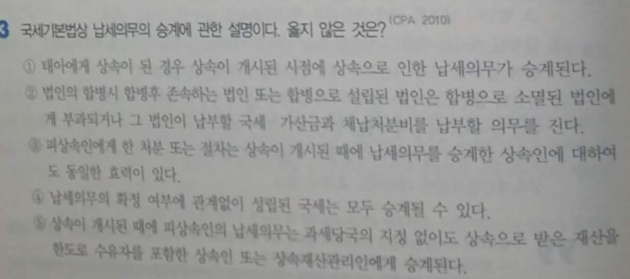 3 국세기본법상 납세의무의 승계에 관한 설명이다. 옳지 않은 것은?(CPA 2010)
① 태아에게 상속이 된 경우 상속이 개시된 시점에 상속으로 인한 납세의무가 승계된다.
② 법인의 합병시 합병후 존속하는 법인 또는 합병으로 설립된 법인은 합병으로 소멸된 법인에
게 부과되거나 그 법인이 납부할 국세 가산금과 체납처분비를 납부할 의무를 진다.
③ 피상속인에게 한 처분 또는 절차는 상속이 개시된 때에 납세의무를 승계한 상속인에 대하여
도 동일한 효력이 있다.
④ 납세의무의 확정 여부에 관계없이 성립된 국세는 모두 승계될 수 있다.
⑤ 상속이 개시된 때에 피상속인의 납세의무는 과세당국의 지정 없이도 상속으로 받은 재산을
한도로 수유자를 포함한 상속인 또는 상속재산관리인에게 승계된다.